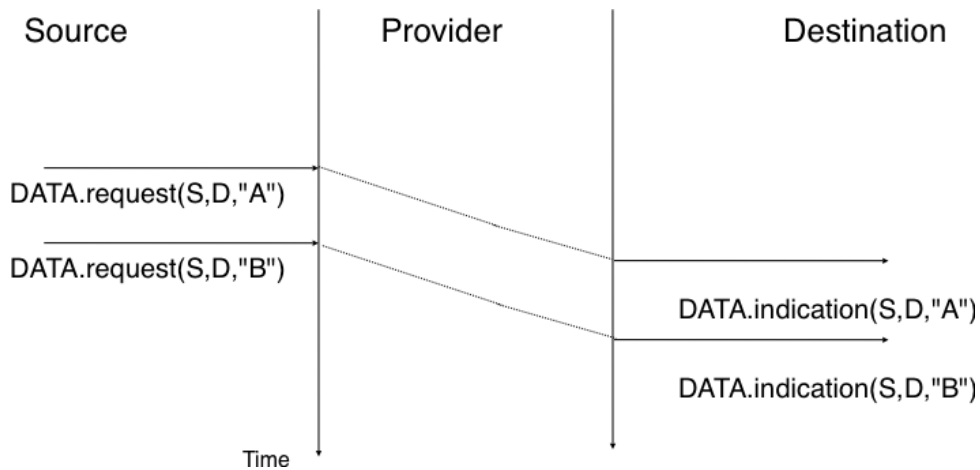 Source
Provider
Destination
DATA.request(S,D,"A")
DATA.request(S,D,"B")
DATA.indication(S,D,"A")
DATA.indication(S,D,"B")
Time